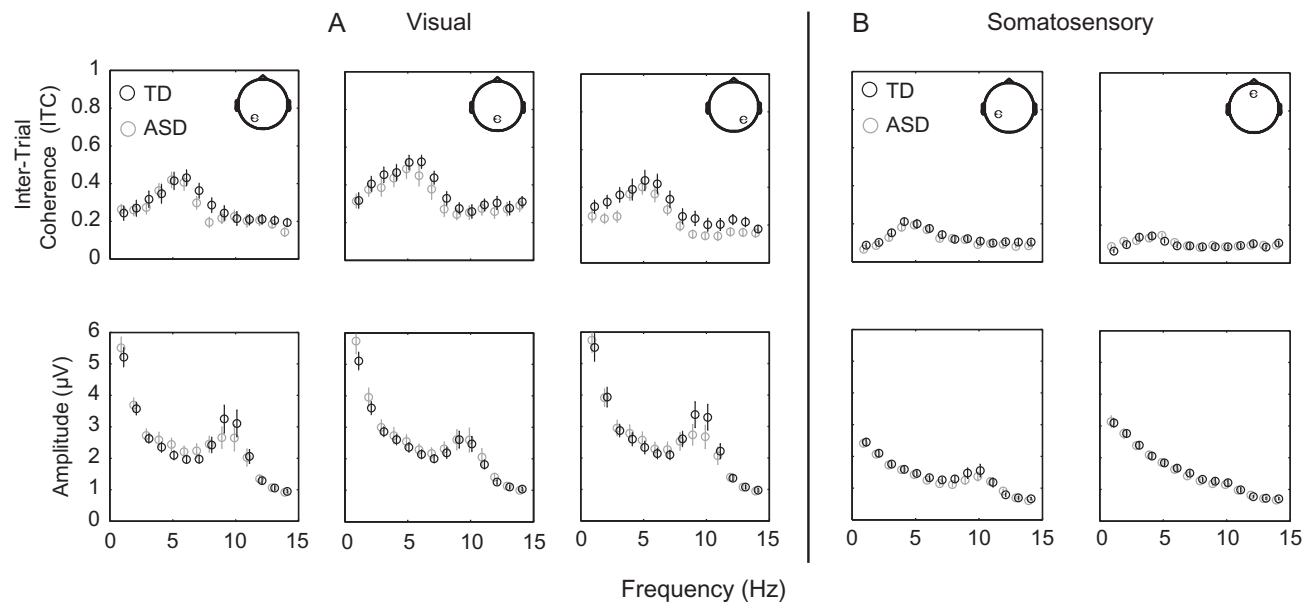 A Visual
B Somatosensory
Inter-Trial
Coherence (ITC)
1
0.8
0.6
0.4
0.2
0
TD
ASD
TD
ASD
Amplitude (μV)
6
5
4
3
2
1
0
0 5 10 15
0 5 10 15
0 5 10 15
0 5 10 15
0 5 10 15
Frequency (Hz)